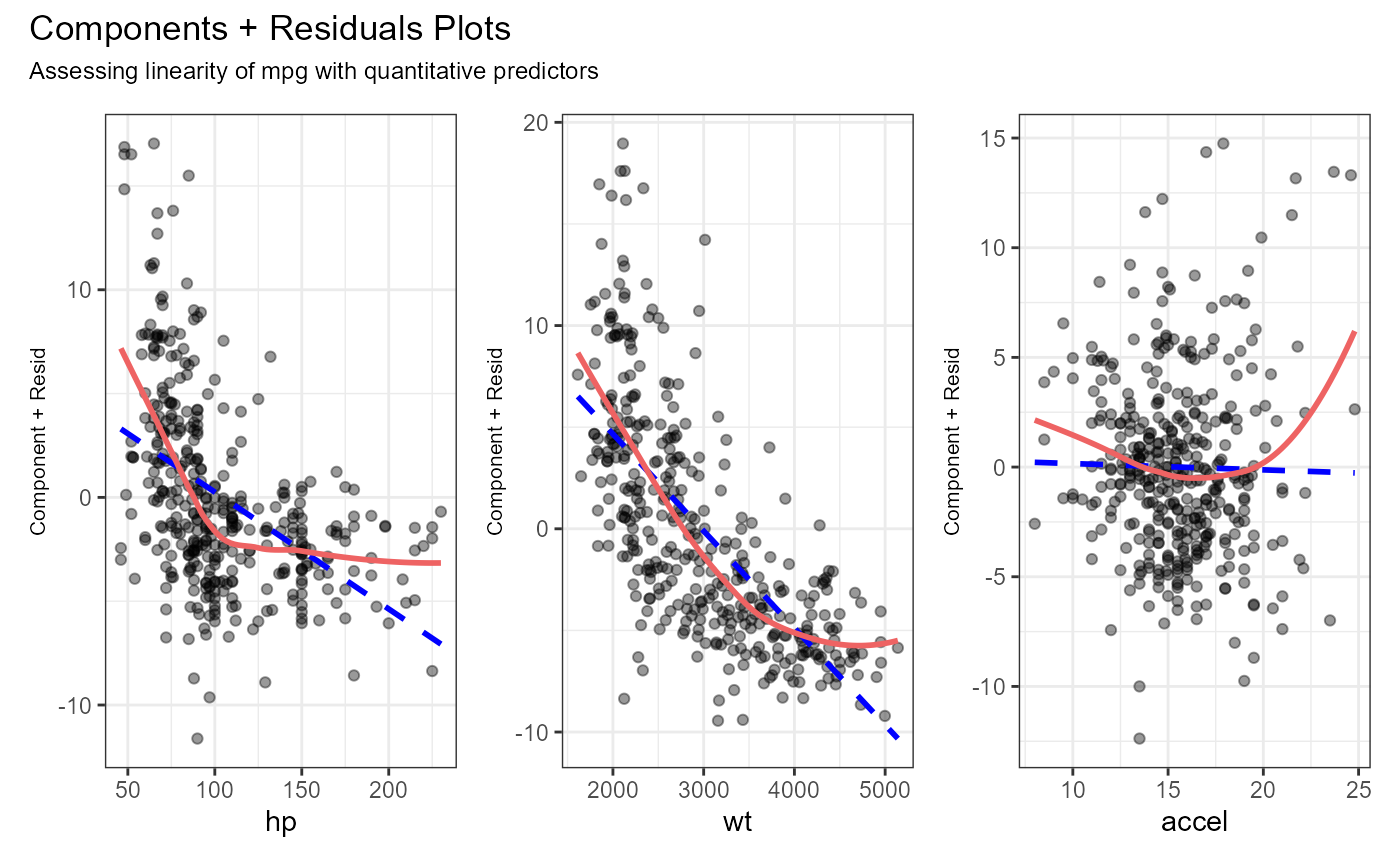 Components + Residuals Plots
Assessing linearity of mpg with quantitative predictors
Component + Resid
10
0
-10
50 100 150 200
hp
Component + Resid
20
10
0
-10
2000 3000 4000 5000
wt
Component + Resid
15
10
5
0
-5
-10
10 15 20 25
accel